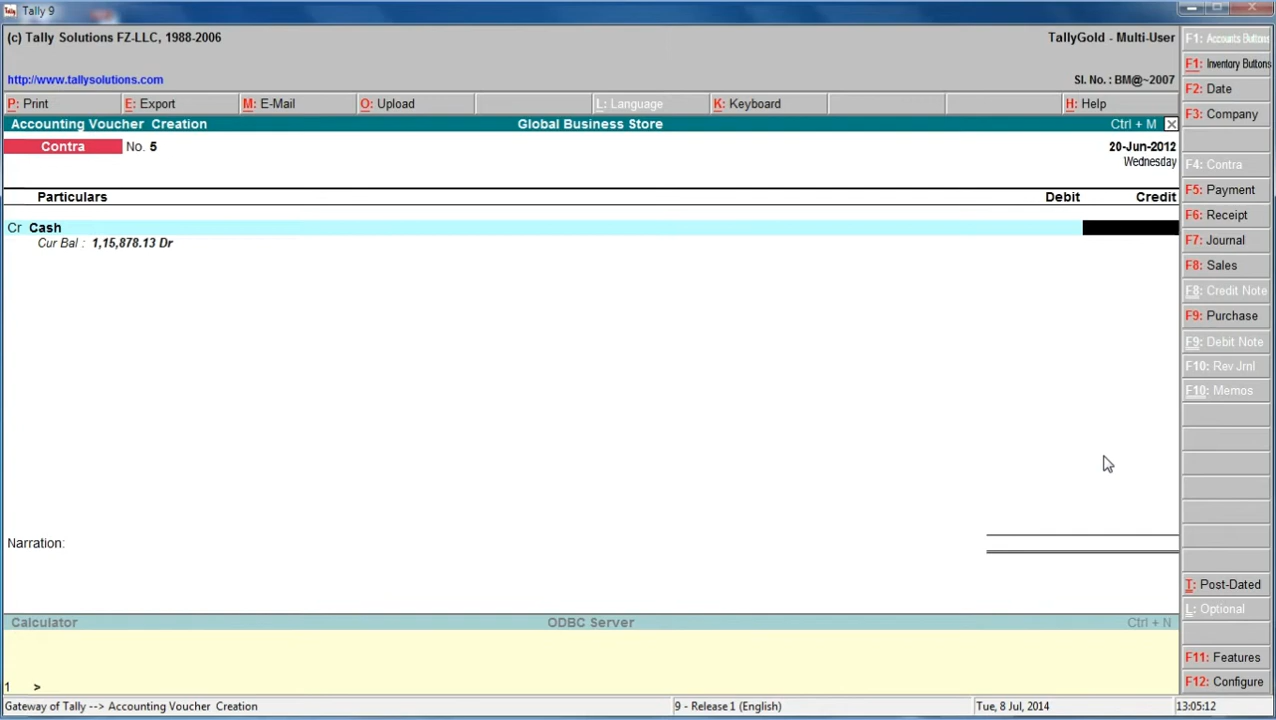 Tally 9
(c) Tally Solutions FZ-LLC, 1988-2006
TallyGold - Multi-User
http://www.tallysolutions.com
Sl. No. : BM@~2007
P: Print
E: Export
M: E-Mail
O: Upload
L: Language
K: Keyboard
H: Help
Accounting Voucher Creation
Global Business Store
Ctrl + M
Contra
No. 5
20-Jun-2012
Wednesday
Particulars
Debit
Credit
Cr Cash
Cur Bal : 1,15,878.13 Dr
Narration:
F1: Accounts Buttons
F1: Inventory Buttons
F2: Date
F3: Company
F4: Contra
F5: Payment
F6: Receipt
F7: Journal
F8: Sales
F8: Credit Note
F9: Purchase
F9: Debit Note
F10: Rev Jrnl
F10: Memos
T: Post-Dated
L: Optional
F11: Features
F12: Configure
Calculator
ODBC Server
Ctrl + N
1 >
Gateway of Tally --> Accounting Voucher Creation
9 - Release 1 (English)
Tue, 8 Jul, 2014
13:05:12